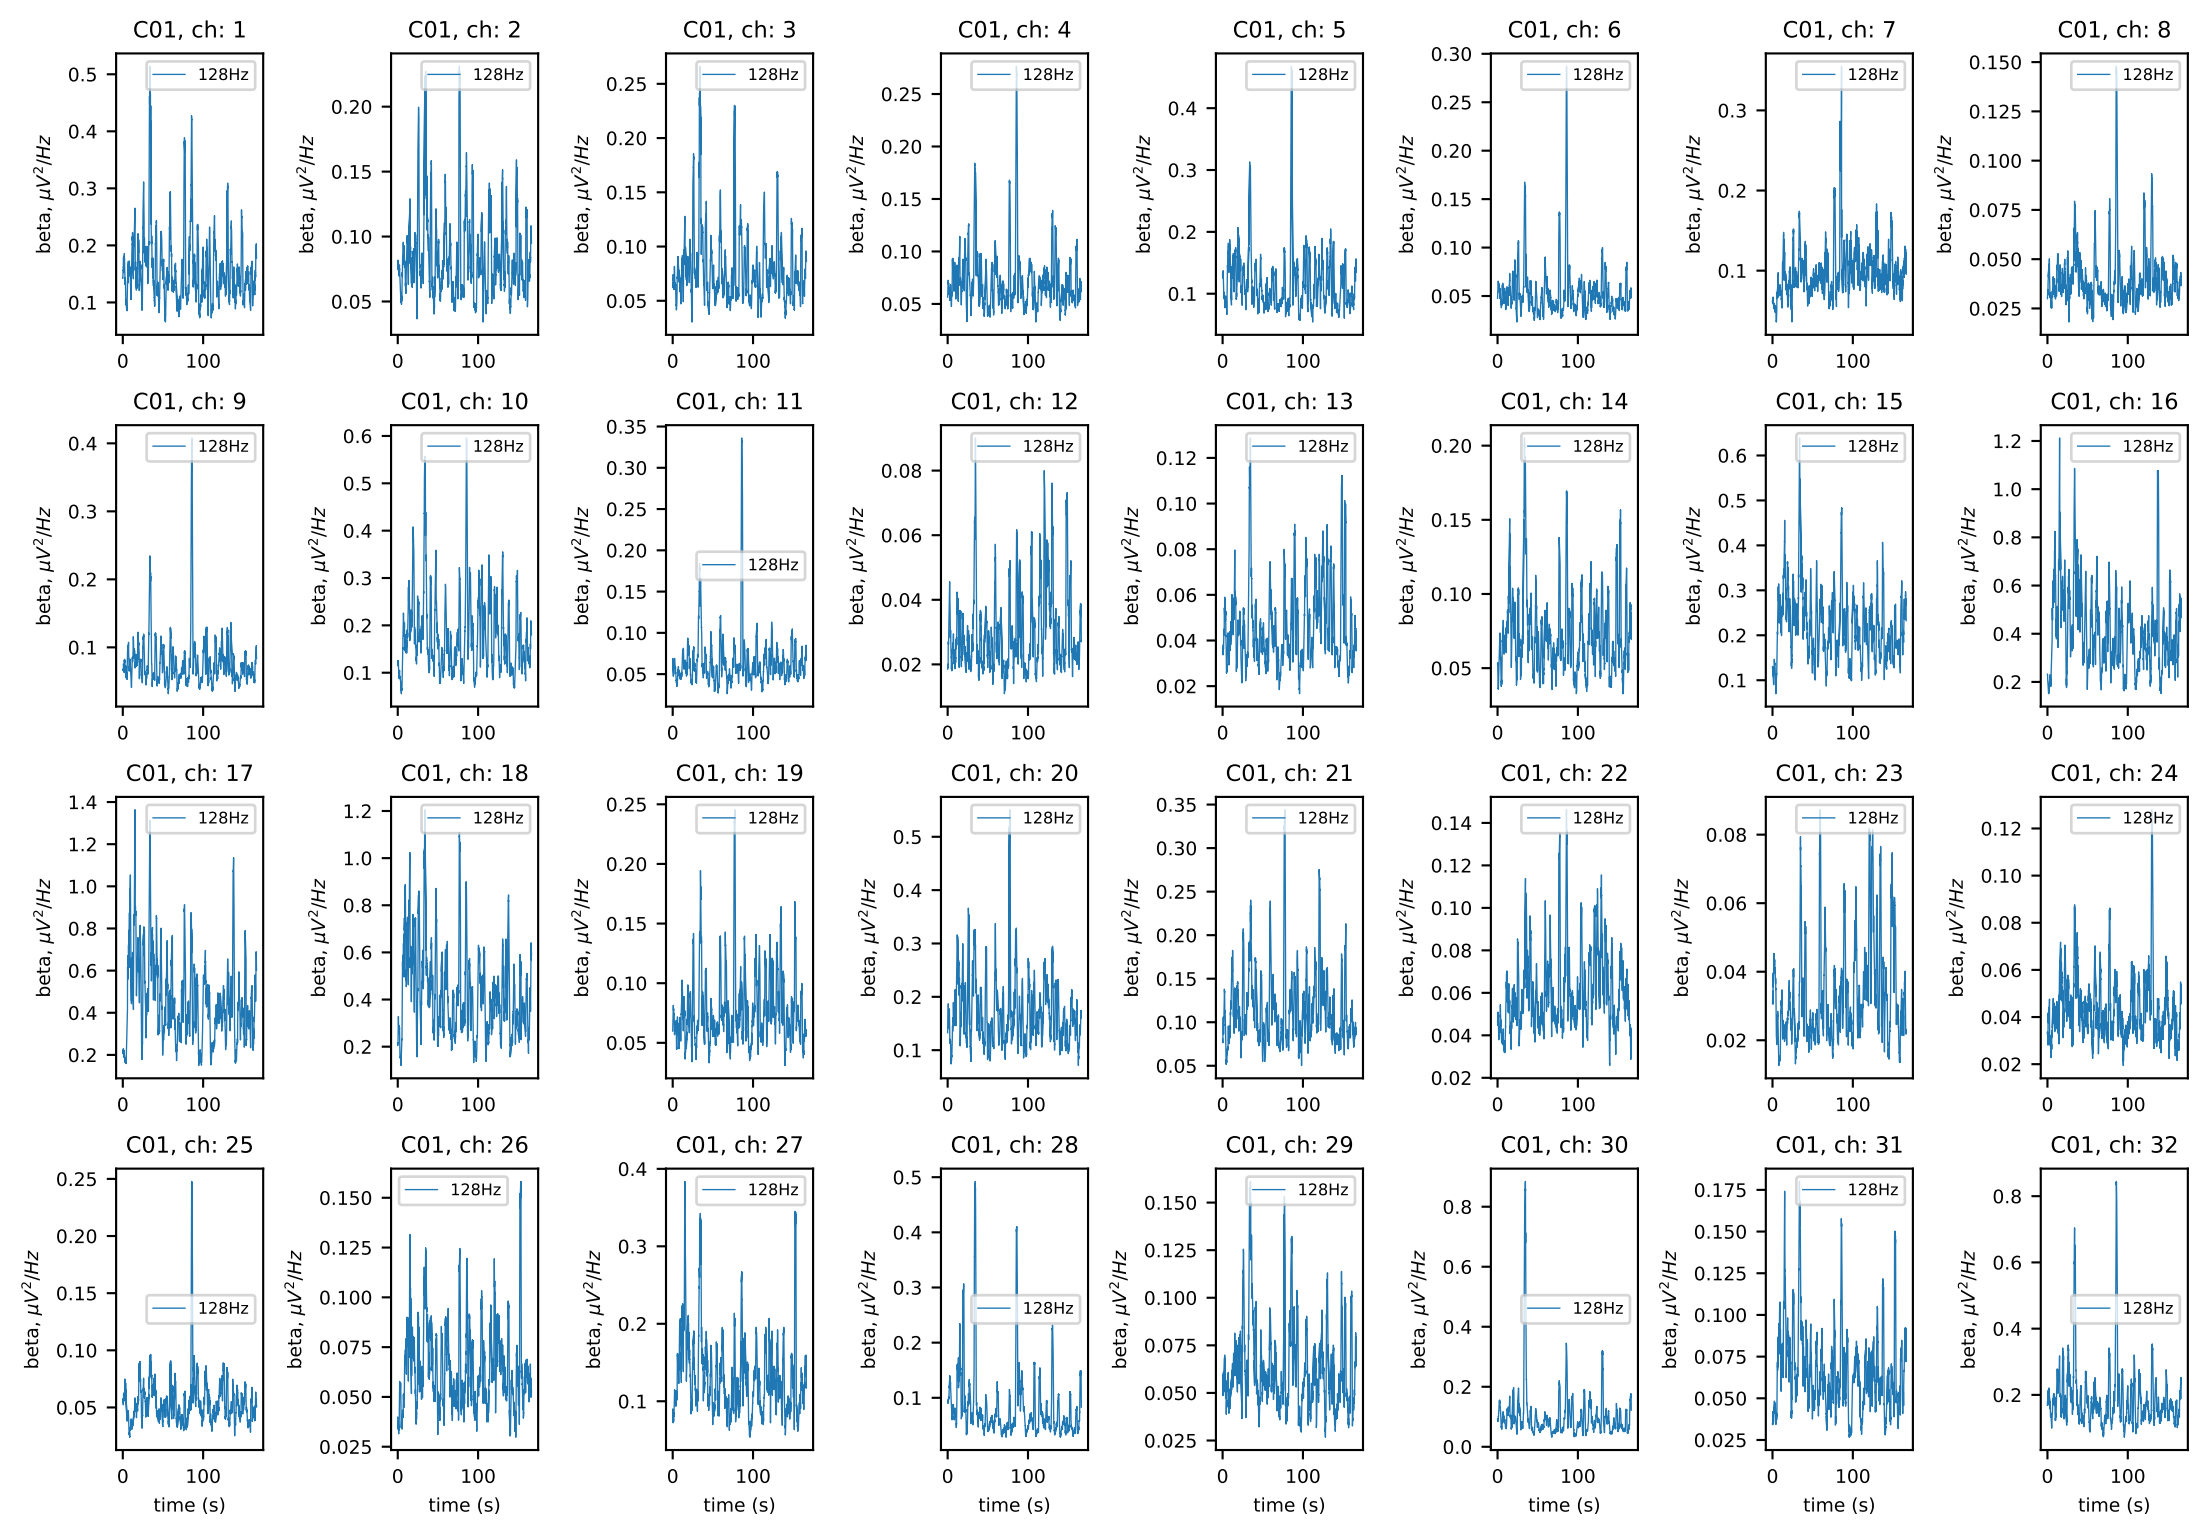 C01, ch: 1 C01, ch: 2 C01, ch: 3 C01, ch: 4 C01, ch: 5 C01, ch: 6 C01, ch: 7 C01, ch: 8
128Hz 128Hz 128Hz 128Hz 128Hz 128Hz 128Hz 128Hz
beta, μV²/Hz beta, μV²/Hz beta, μV²/Hz beta, μV²/Hz beta, μV²/Hz beta, μV²/Hz beta, μV²/Hz beta, μV²/Hz
0.5 0.4 0.3 0.2 0.1
0.20 0.15 0.10 0.05
0.25 0.20 0.15 0.10 0.05
0.25 0.20 0.15 0.10 0.05
0.4 0.3 0.2 0.1
0.30 0.25 0.20 0.15 0.10 0.05
0.3 0.2 0.1
0.150 0.125 0.100 0.075 0.050 0.025
0 100 0 100 0 100 0 100 0 100 0 100 0 100 0 100
C01, ch: 9 C01, ch: 10 C01, ch: 11 C01, ch: 12 C01, ch: 13 C01, ch: 14 C01, ch: 15 C01, ch: 16
128Hz 128Hz 128Hz 128Hz 128Hz 128Hz 128Hz 128Hz
beta, μV²/Hz beta, μV²/Hz beta, μV²/Hz beta, μV²/Hz beta, μV²/Hz beta, μV²/Hz beta, μV²/Hz beta, μV²/Hz
0.4 0.3 0.2 0.1
0.6 0.5 0.4 0.3 0.2 0.1
0.35 0.30 0.25 0.20 0.15 0.10 0.05
0.08 0.06 0.04 0.02
0.12 0.10 0.08 0.06 0.04 0.02
0.20 0.15 0.10 0.05
0.6 0.5 0.4 0.3 0.2 0.1
1.2 1.0 0.8 0.6 0.4 0.2
0 100 0 100 0 100 0 100 0 100 0 100 0 100 0 100
C01, ch: 17 C01, ch: 18 C01, ch: 19 C01, ch: 20 C01, ch: 21 C01, ch: 22 C01, ch: 23 C01, ch: 24
128Hz 128Hz 128Hz 128Hz 128Hz 128Hz 128Hz 128Hz
beta, μV²/Hz beta, μV²/Hz beta, μV²/Hz beta, μV²/Hz beta, μV²/Hz beta, μV²/Hz beta, μV²/Hz beta, μV²/Hz
1.4 1.2 1.0 0.8 0.6 0.4 0.2
1.2 1.0 0.8 0.6 0.4 0.2
0.25 0.20 0.15 0.10 0.05
0.5 0.4 0.3 0.2 0.1
0.35 0.30 0.25 0.20 0.15 0.10 0.05
0.14 0.12 0.10 0.08 0.06 0.04 0.02
0.08 0.06 0.04 0.02
0.12 0.10 0.08 0.06 0.04 0.02
0 100 0 100 0 100 0 100 0 100 0 100 0 100 0 100
C01, ch: 25 C01, ch: 26 C01, ch: 27 C01, ch: 28 C01, ch: 29 C01, ch: 30 C01, ch: 31 C01, ch: 32
128Hz 128Hz 128Hz 128Hz 128Hz 128Hz 128Hz 128Hz
beta, μV²/Hz beta, μV²/Hz beta, μV²/Hz beta, μV²/Hz beta, μV²/Hz beta, μV²/Hz beta, μV²/Hz beta, μV²/Hz
0.25 0.20 0.15 0.10 0.05
0.150 0.125 0.100 0.075 0.050 0.025
0.4 0.3 0.2 0.1
0.5 0.4 0.3 0.2 0.1
0.150 0.125 0.100 0.075 0.050 0.025
0.8 0.6 0.4 0.2 0.0
0.175 0.150 0.125 0.100 0.075 0.050 0.025
0.8 0.6 0.4 0.2
0 100 0 100 0 100 0 100 0 100 0 100 0 100 0 100
time (s) time (s) time (s) time (s) time (s) time (s) time (s) time (s)